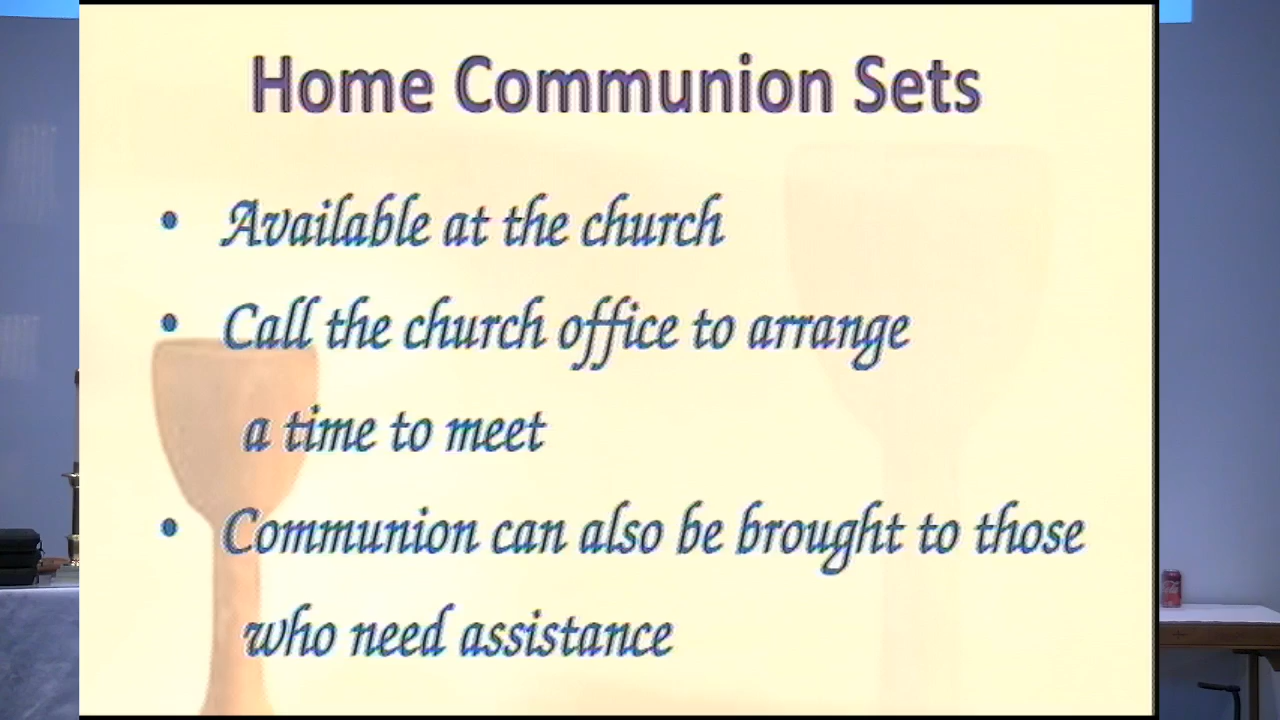 Home Communion Sets
• Available at the church
• Call the church office to arrange
a time to meet
• Communion can also be brought to those
who need assistance